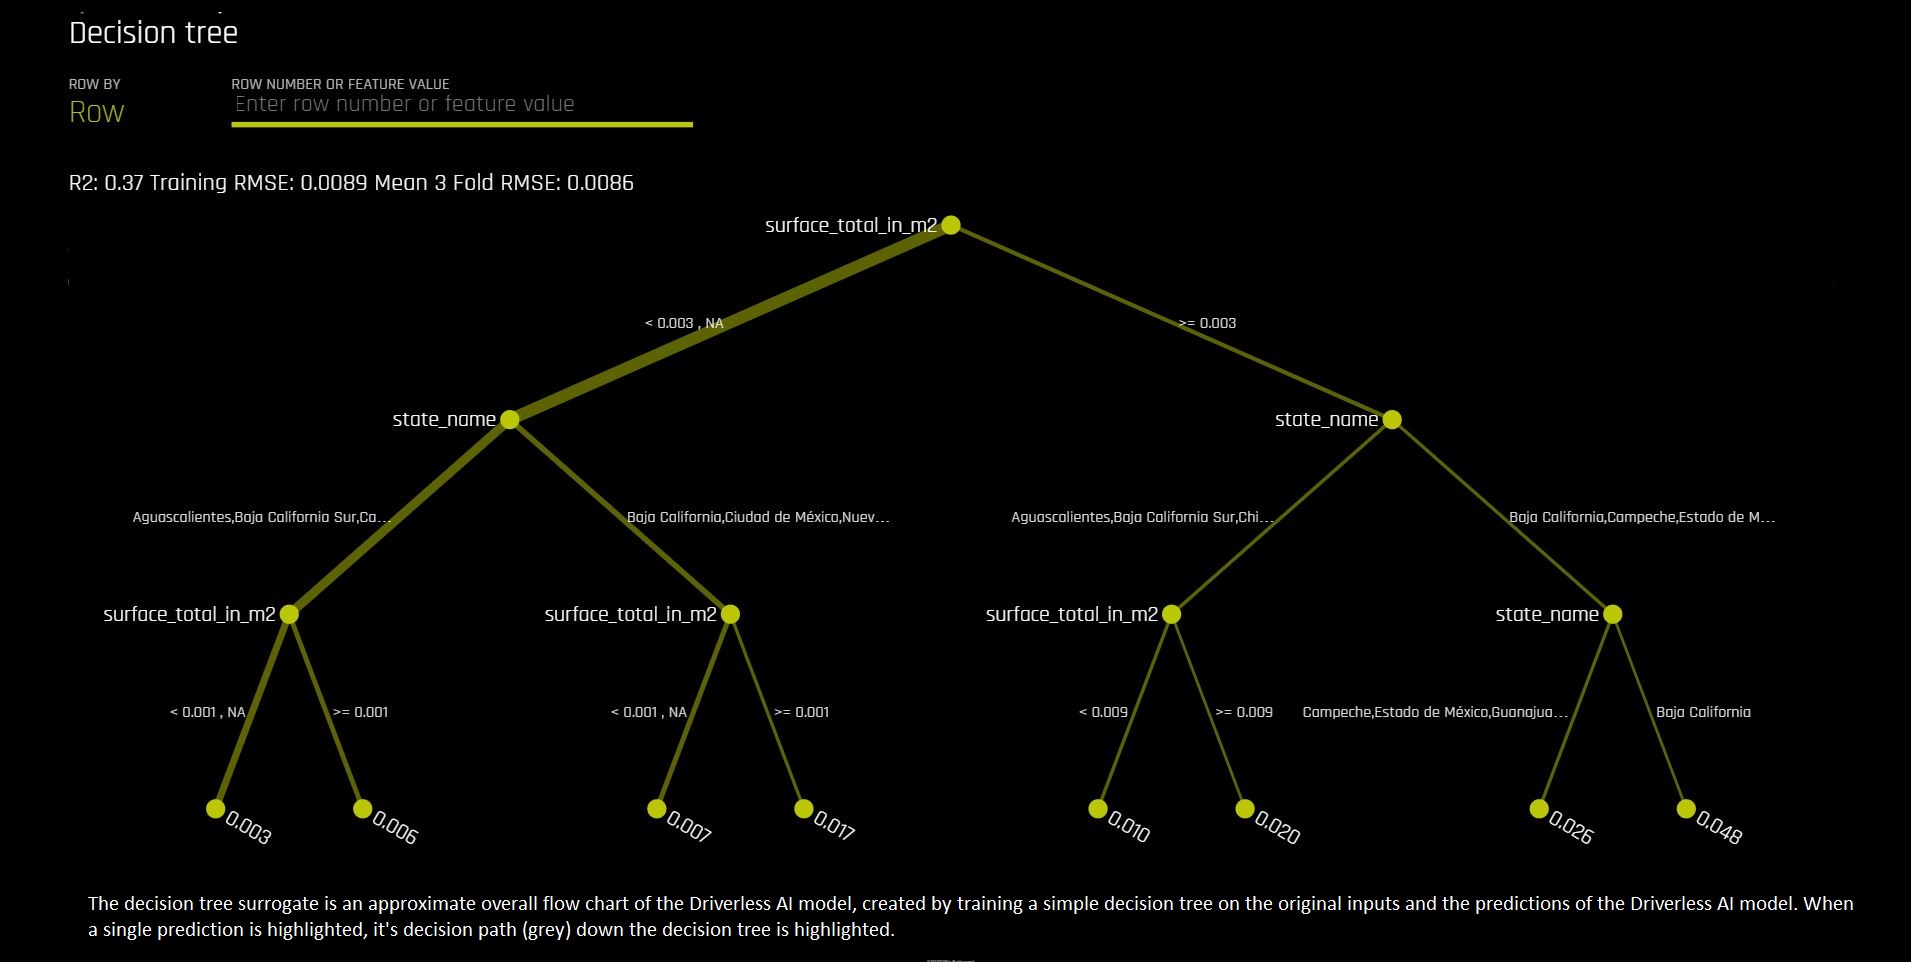 Decision tree
ROW BY
ROW NUMBER OR FEATURE VALUE
Row
Enter row number or feature value
R2: 0.37 Training RMSE: 0.0089 Mean 3 Fold RMSE: 0.0086
surface_total_in_m2
< 0.003 , NA
>= 0.003
state_name
state_name
Aguascalientes,Baja California Sur,Ca...
Baja California,Ciudad de México,Nuev...
Aguascalientes,Baja California Sur,Chi...
Baja California,Campeche,Estado de M...
surface_total_in_m2
surface_total_in_m2
surface_total_in_m2
state_name
< 0.001 , NA
>= 0.001
< 0.001 , NA
>= 0.001
< 0.009
>= 0.009
Campeche,Estado de México,Guanajua...
Baja California
0.003
0.006
0.007
0.017
0.010
0.020
0.026
0.048
The decision tree surrogate is an approximate overall flow chart of the Driverless AI model, created by training a simple decision tree on the original inputs and the predictions of the Driverless AI model. When
a single prediction is highlighted, it's decision path (grey) down the decision tree is highlighted.